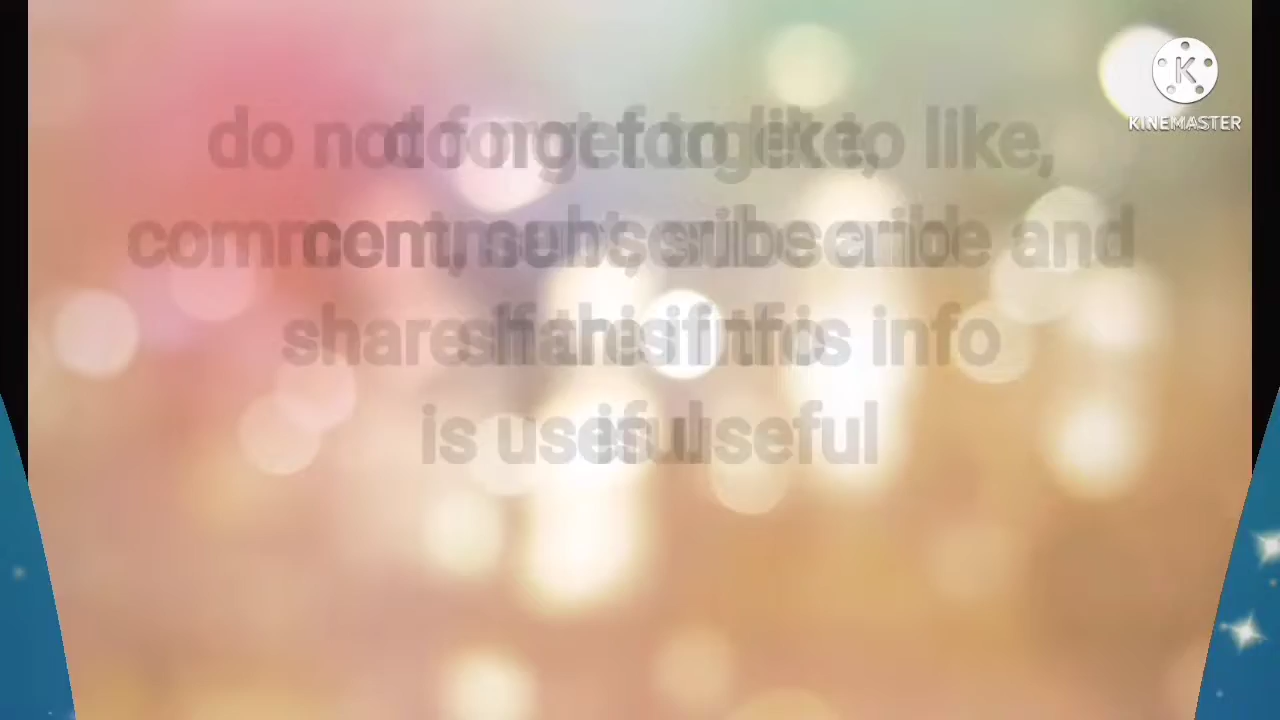 do not forget to like,
comment, subscribe and
share if this info
is useful
KINEMASTER